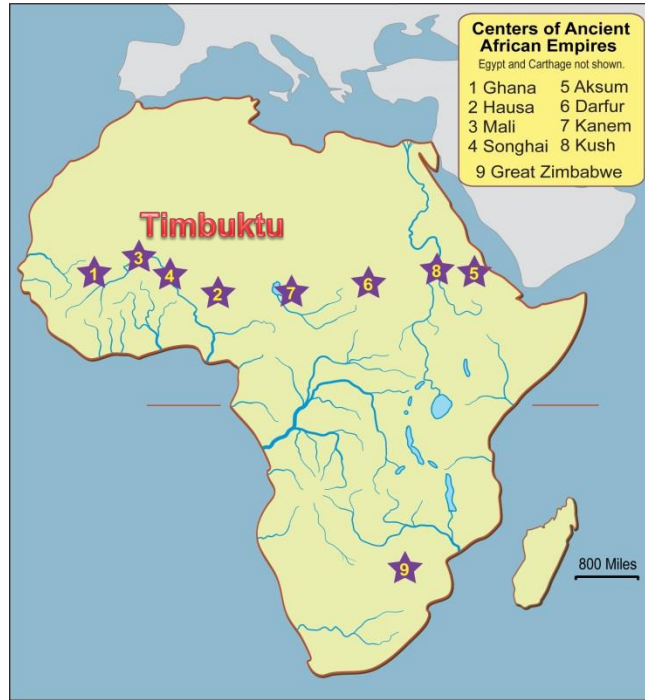 Centers of Ancient
African Empires
Egypt and Carthage not shown.
1 Ghana 5 Aksum
2 Hausa 6 Darfur
3 Mali 7 Kanem
4 Songhai 8 Kush
9 Great Zimbabwe
Timbuktu
3
1
4
2
7
6
8
5
9
800 Miles